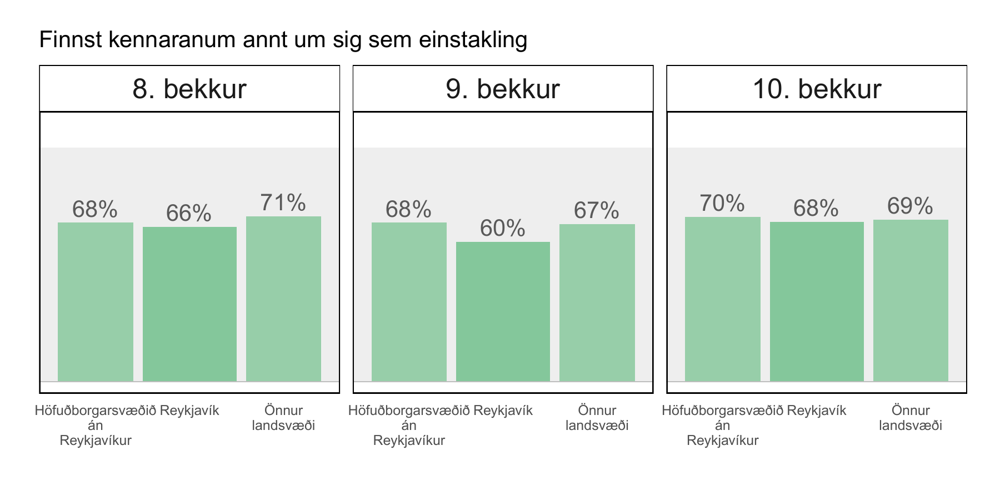 Finnst kennaranum annt um sig sem einstakling
8. bekkur
68%
66%
71%
Höfuðborgarsvæðið
án
Reykjavíkur
Reykjavík
Önnur
landsvæði
9. bekkur
68%
60%
67%
Höfuðborgarsvæðið
án
Reykjavíkur
Reykjavík
Önnur
landsvæði
10. bekkur
70%
68%
69%
Höfuðborgarsvæðið
án
Reykjavíkur
Reykjavík
Önnur
landsvæði